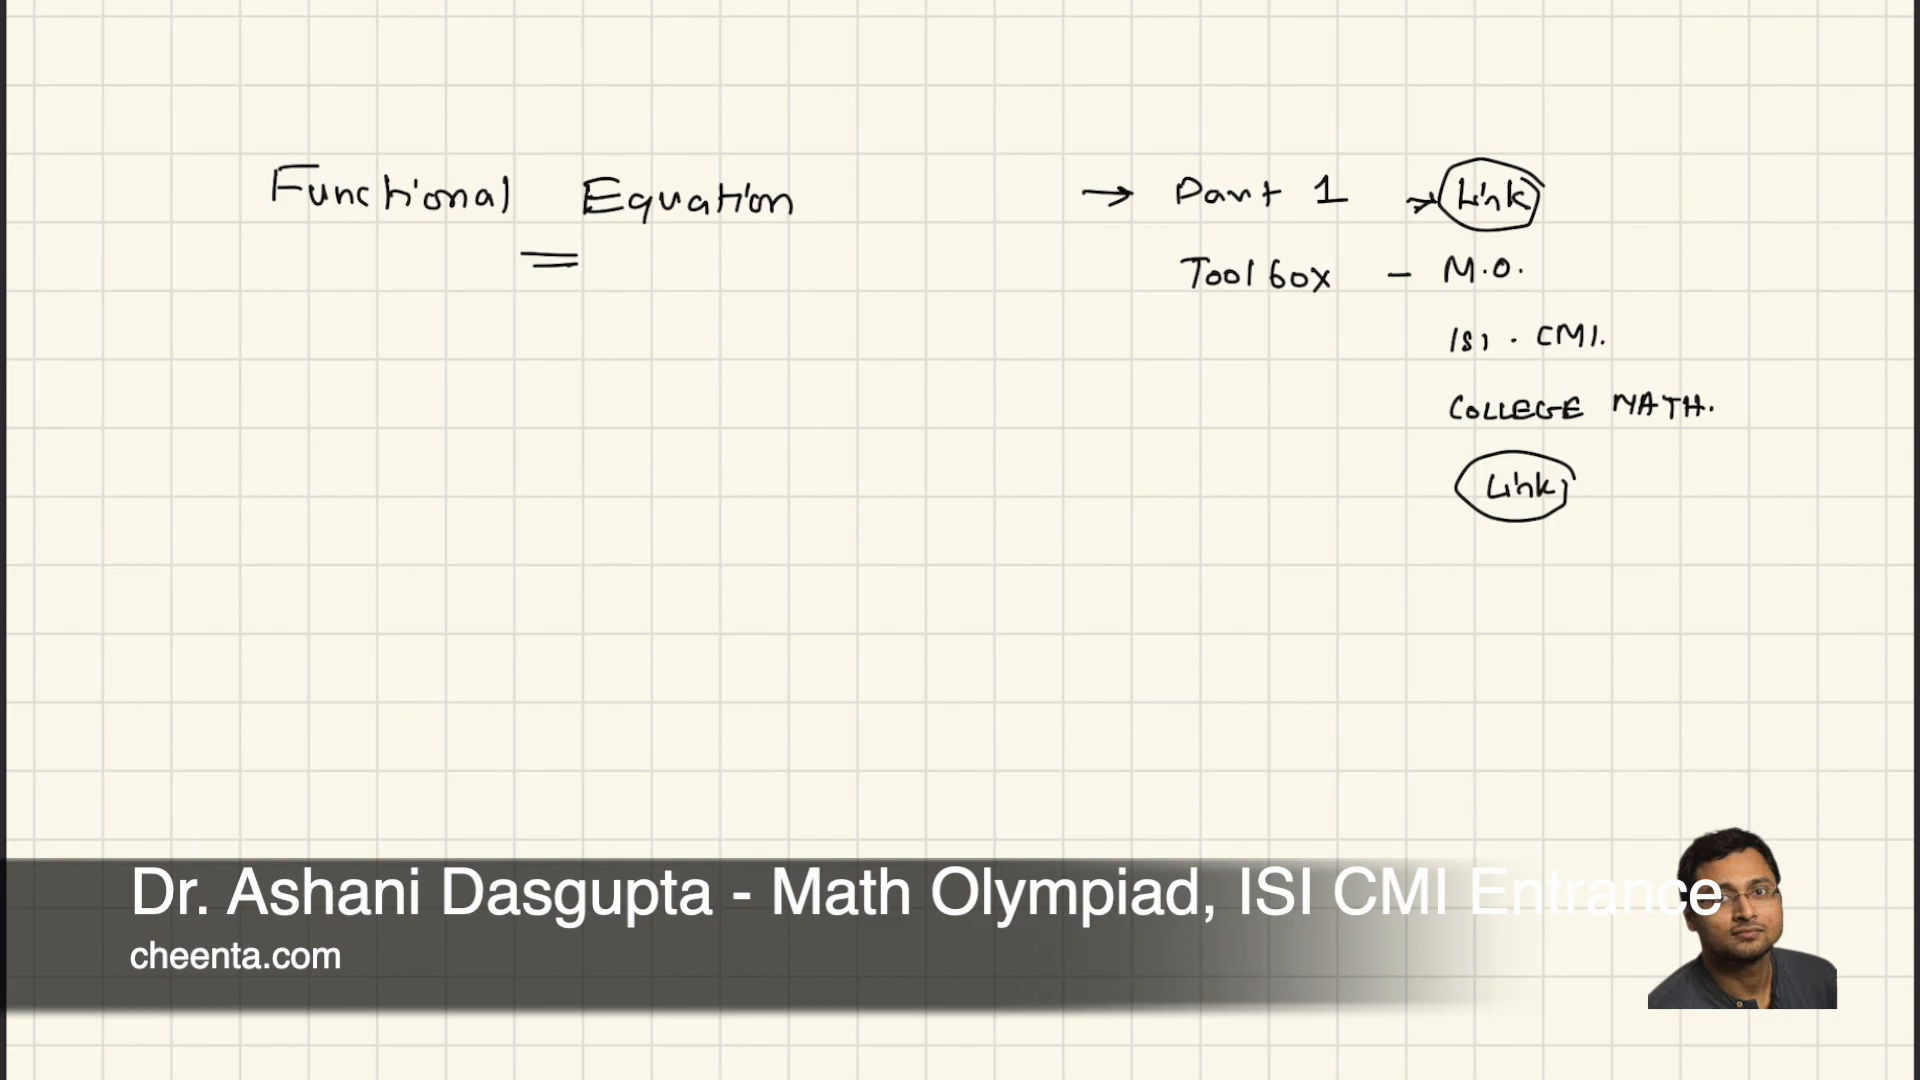 Functional Equation
=
→ Part 1 → Link
Toolbox - M.O.
ISI . CMI.
COLLEGE MATH.
Link
Dr. Ashani Dasgupta - Math Olympiad, ISI CMI Entrance
cheenta.com